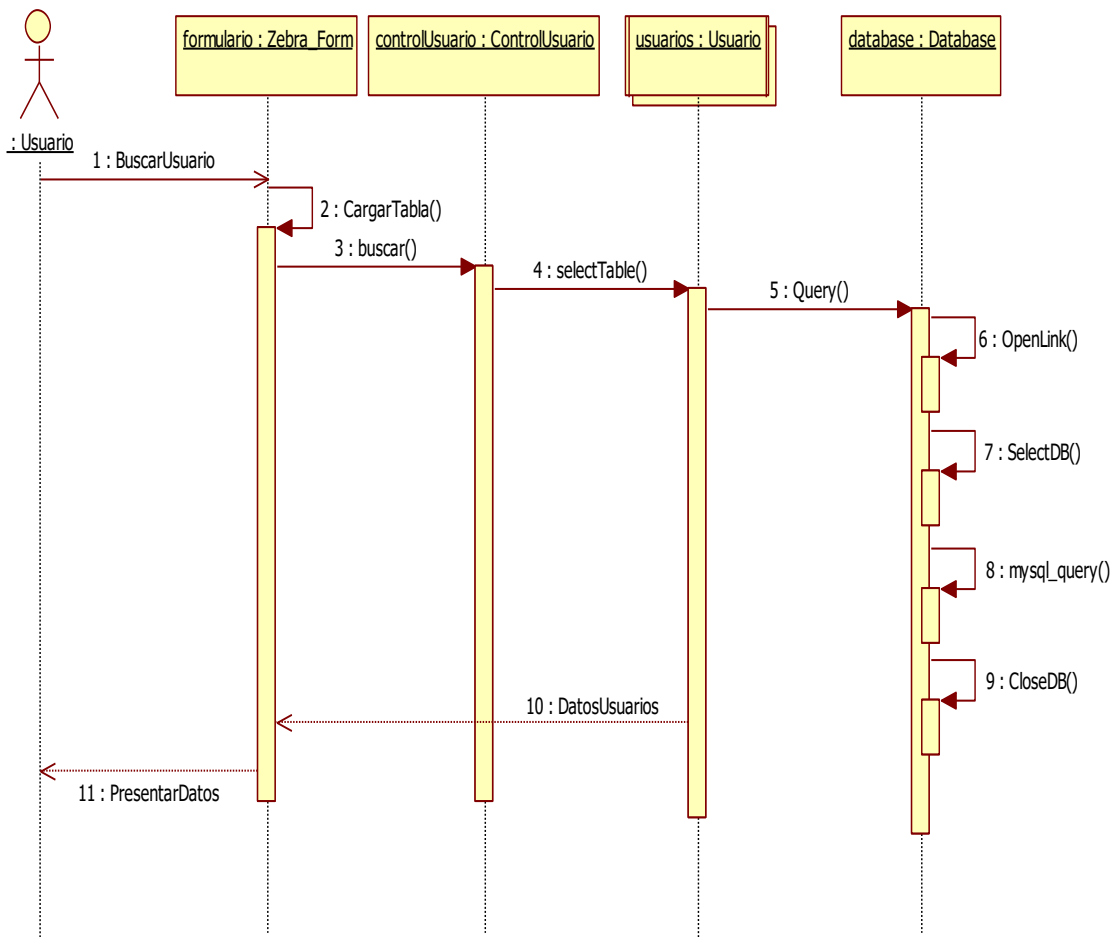 formulario : Zebra_Form
controlUsuario : ControlUsuario
usuarios : Usuario
database : Database
: Usuario
1 : BuscarUsuario
2 : CargarTabla()
3 : buscar()
4 : selectTable()
5 : Query()
6 : OpenLink()
7 : SelectDB()
8 : mysql_query()
9 : CloseDB()
10 : DatosUsuarios
11 : PresentarDatos